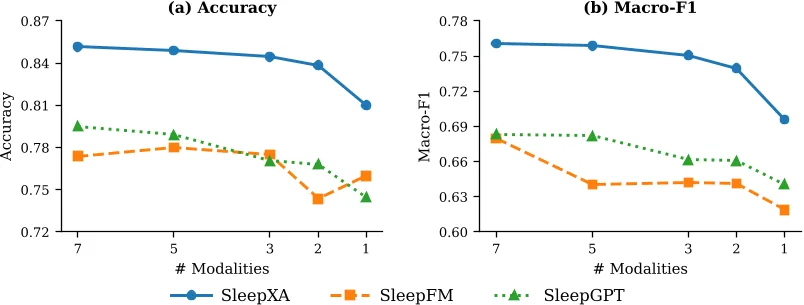 (a) Accuracy
0.87
0.84
0.81
0.78
0.75
0.72
Accuracy
7 5 3 2 1
# Modalities
(b) Macro-F1
0.78
0.75
0.72
0.69
0.66
0.63
0.60
Macro-F1
7 5 3 2 1
# Modalities
SleepXA SleepFM SleepGPT